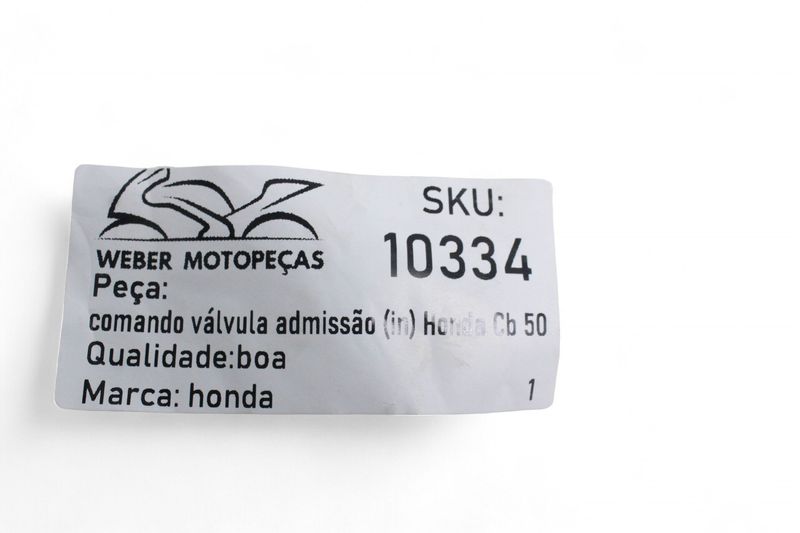 WEBER MOTOPEÇAS
SKU:
10334
Peça:
comando válvula admissão (in) Honda Cb 50
Qualidade:boa
Marca: honda
1